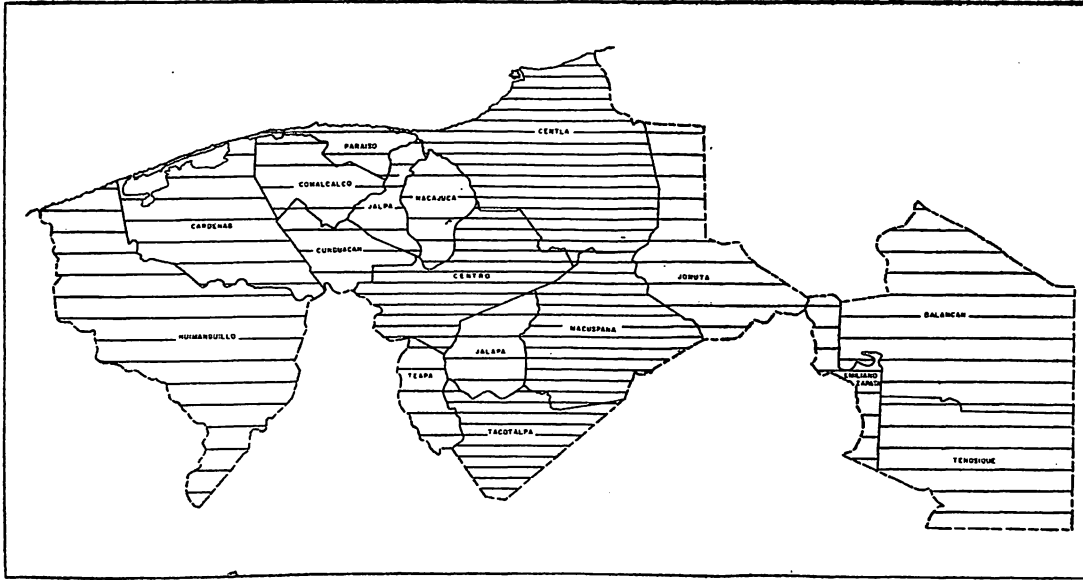 CENTLA
PARAISO
COMALCALCO
NACAJUCA
JALPA
CARDENAS
CUNDUACAN
CENTRO
JONUTA
BALANCAN
HUIMANGUILLO
MACUSPANA
JALAPA
TEAPA
EMILIANO
ZAPATA
TACOTALPA
TENOSIQUE